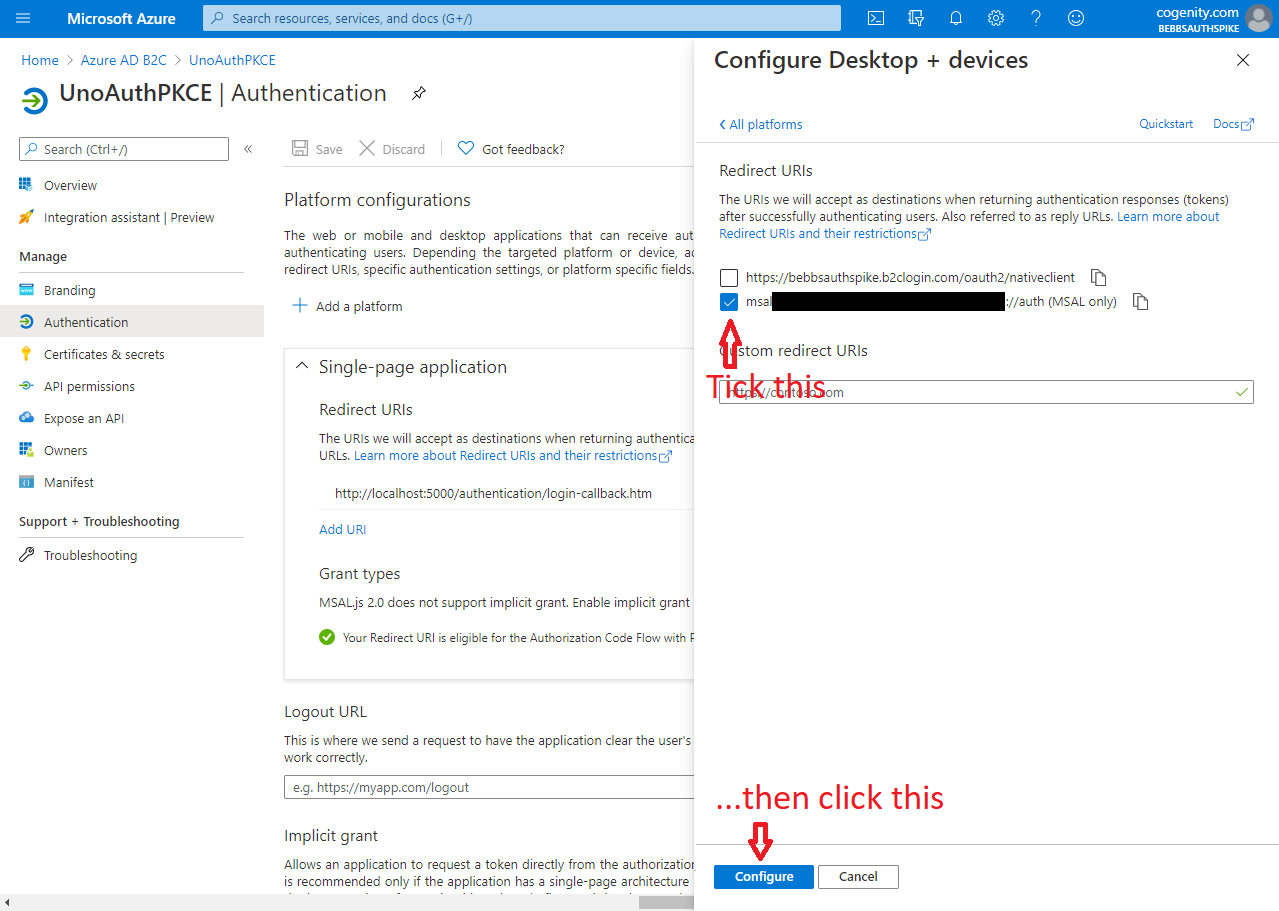 Microsoft Azure
Search resources, services, and docs (G+/)
cogenity.com
BEBBSAUTHSPIKE
Home > Azure AD B2C > UnoAuthPKCE
UnoAuthPKCE | Authentication
Search (Ctrl+/)
«
Overview
Integration assistant | Preview
Manage
Branding
Authentication
Certificates & secrets
API permissions
Expose an API
Owners
Manifest
Support + Troubleshooting
Troubleshooting
Save
Discard
Got feedback?
Platform configurations
The web or mobile and desktop applications that can receive aut
authenticating users. Depending the targeted platform or device, ad
redirect URIs, specific authentication settings, or platform specific fields.
Add a platform
Single-page application
Redirect URIs
The URIs we will accept as destinations when returning authentica
URLs. Learn more about Redirect URIs and their restrictions
http://localhost:5000/authentication/login-callback.htm
Add URI
Grant types
MSAL.js 2.0 does not support implicit grant. Enable implicit grant
Your Redirect URI is eligible for the Authorization Code Flow with P
Logout URL
This is where we send a request to have the application clear the user's
work correctly.
e.g. https://myapp.com/logout
Implicit grant
Allows an application to request a token directly from the authorization
is recommended only if the application has a single-page architecture
Configure Desktop + devices
All platforms
Quickstart
Docs
Redirect URIs
The URIs we will accept as destinations when returning authentication responses (tokens)
after successfully authenticating users. Also referred to as reply URLs. Learn more about
Redirect URIs and their restrictions
https://bebbsauthspike.b2clogin.com/oauth2/nativeclient
msal ://auth (MSAL only)
Custom redirect URIs
Tick this
https://contoso.com
...then click this
Configure
Cancel